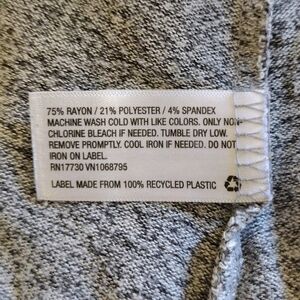 75% RAYON / 21% POLYESTER / 4% SPANDEX
MACHINE WASH COLD WITH LIKE COLORS. ONLY NON-
CHLORINE BLEACH IF NEEDED. TUMBLE DRY LOW.
REMOVE PROMPTLY. COOL IRON IF NEEDED. DO NOT
IRON ON LABEL.
RN17730 VN1068795
LABEL MADE FROM 100% RECYCLED PLASTIC